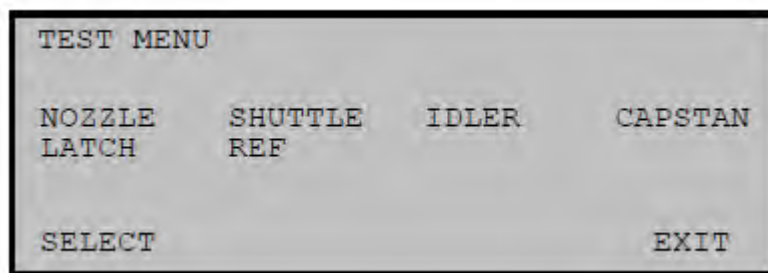 TEST MENU
NOZZLE SHUTTLE IDLER CAPSTAN
LATCH REF
SELECT EXIT